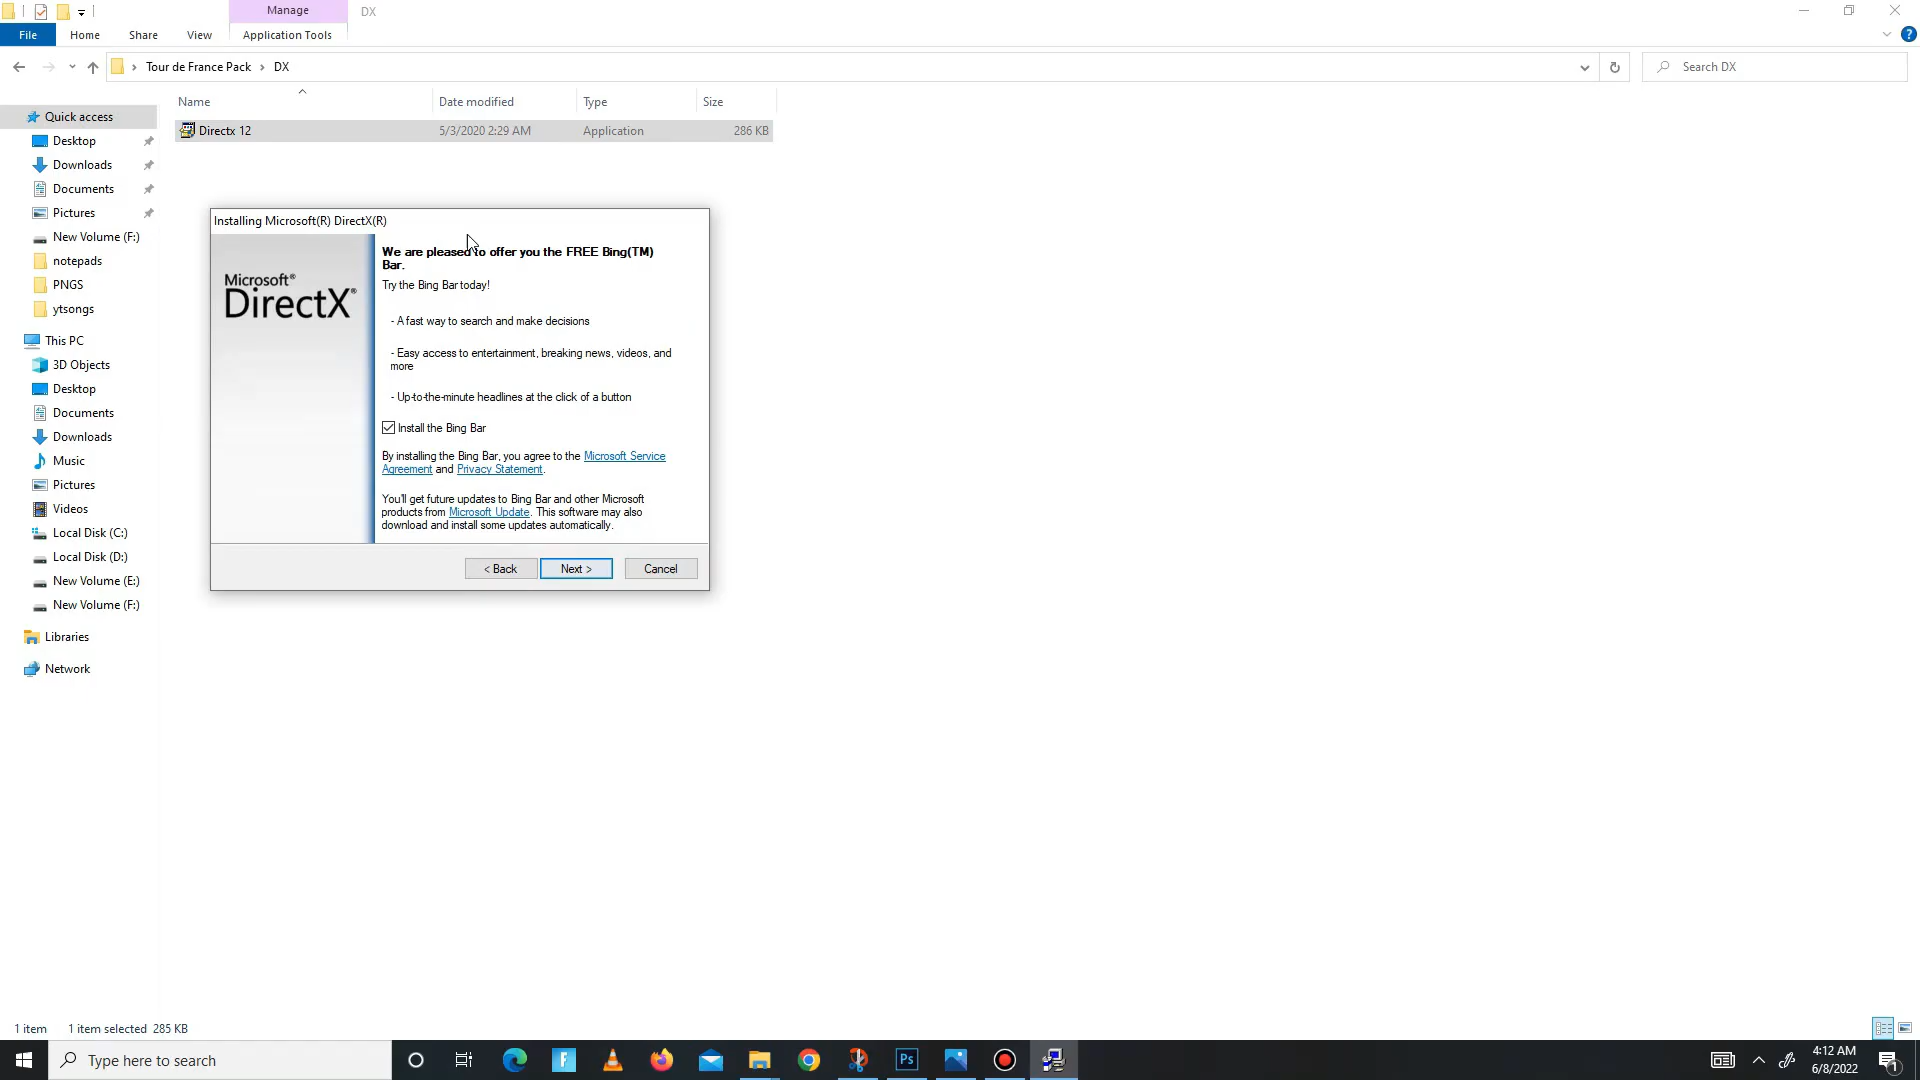 Manage
DX
File
Home
Share
View
Application Tools
Tour de France Pack
DX
Search DX
Name
Date modified
Type
Size
Directx 12
5/3/2020 2:29 AM
Application
286 KB
Quick access
Desktop
Downloads
Documents
Pictures
New Volume (F:)
notepads
PNGS
ytsongs
This PC
3D Objects
Desktop
Documents
Downloads
Music
Pictures
Videos
Local Disk (C:)
Local Disk (D:)
New Volume (E:)
New Volume (F:)
Libraries
Network
Installing Microsoft(R) DirectX(R)
Microsoft®
DirectX®
We are pleased to offer you the FREE Bing(TM)
Bar.
Try the Bing Bar today!
- A fast way to search and make decisions
- Easy access to entertainment, breaking news, videos, and
more
- Up-to-the-minute headlines at the click of a button
Install the Bing Bar
By installing the Bing Bar, you agree to the Microsoft Service
Agreement and Privacy Statement.
You'll get future updates to Bing Bar and other Microsoft
products from Microsoft Update. This software may also
download and install some updates automatically.
< Back
Next >
Cancel
1 item
1 item selected 285 KB
Type here to search
Ps
4:12 AM
6/8/2022
1